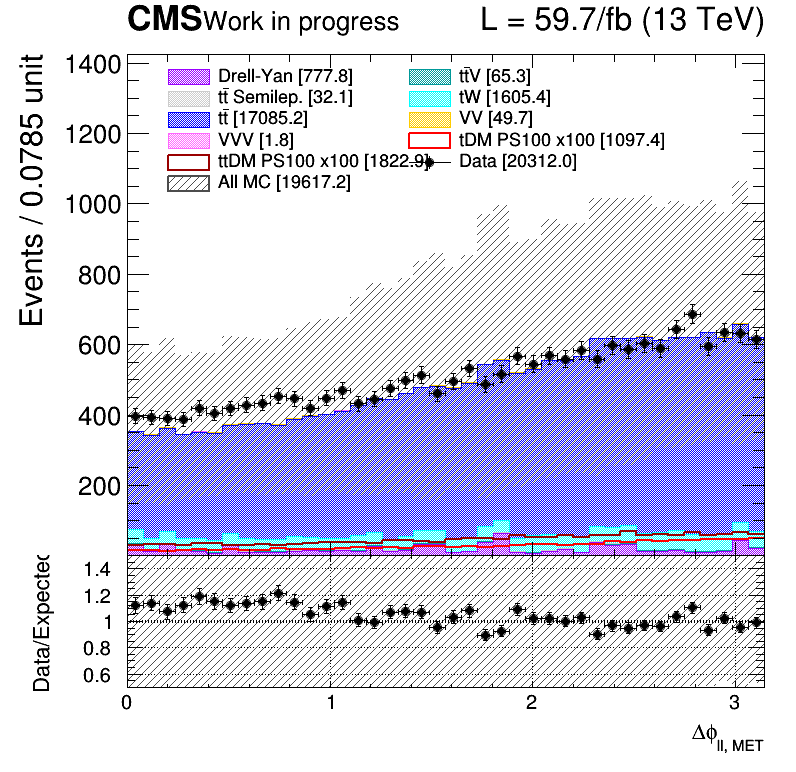 CMS Work in progress L = 59.7/fb (13 TeV)
Events / 0.0785 unit
1400
1200
1000
800
600
400
200
Drell-Yan [777.8]
tt̄ Semilep. [32.1]
tt̄ [17085.2]
VVV [1.8]
ttDM PS100 x100 [1822.9]
All MC [19617.2]
tt̄V [65.3]
tW [1605.4]
VV [49.7]
tDM PS100 x100 [1097.4]
Data [20312.0]
Data/Expected
1.4
1.2
1
0.8
0.6
0 1 2 3
Δϕll, MET